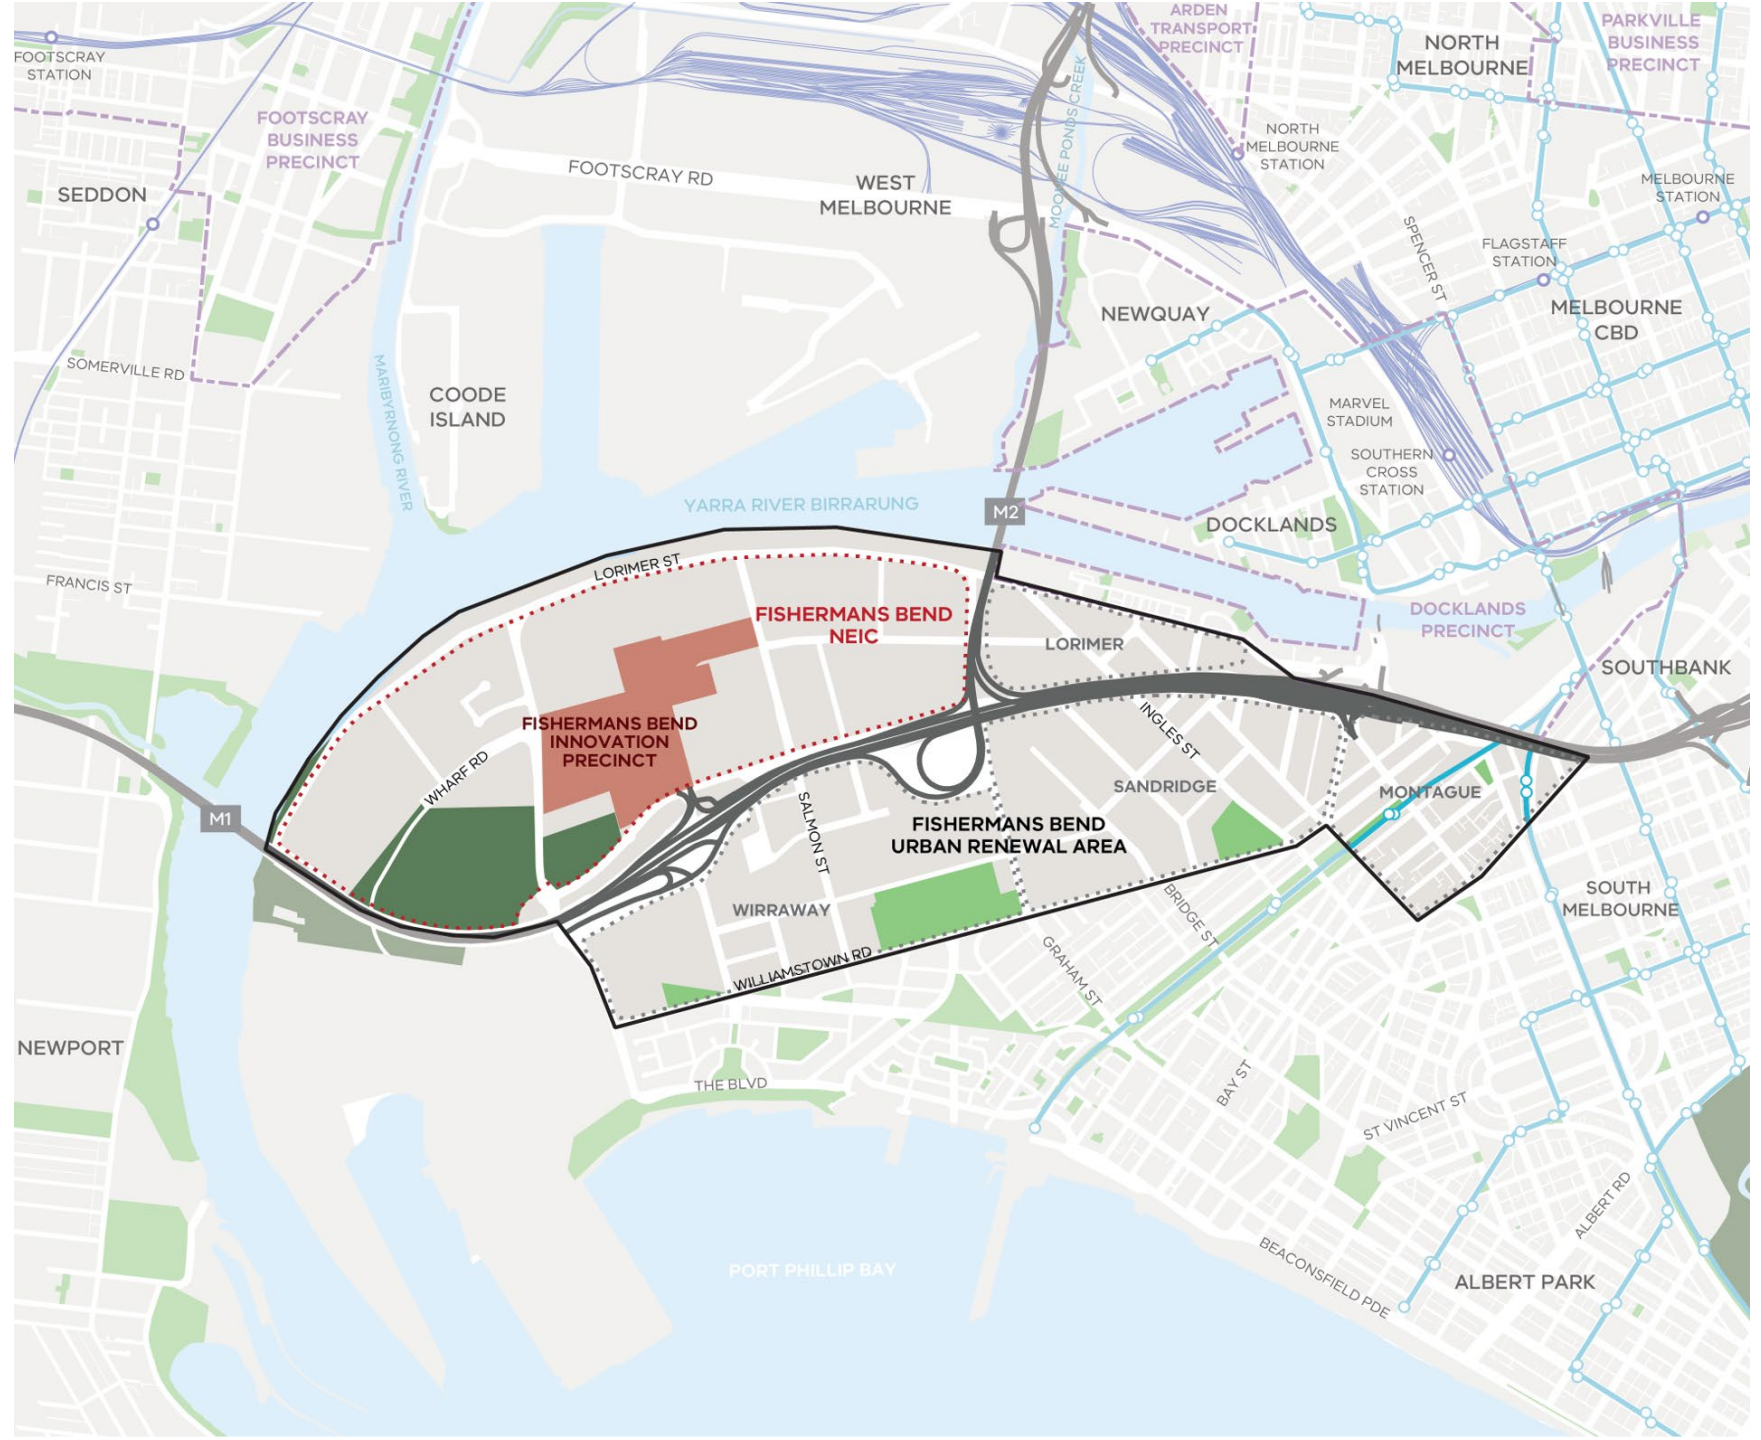 ARDEN
TRANSPORT
PRECINCT
PARKVILLE
BUSINESS
PRECINCT
NORTH
MELBOURNE
FOOTSCRAY
STATION
FOOTSCRAY
BUSINESS
PRECINCT
MOONEE PONDS CREEK
NORTH
MELBOURNE
STATION
FOOTSCRAY RD
WEST
MELBOURNE
MELBOURNE
STATION
SEDDON
SPENCER ST
FLAGSTAFF
STATION
NEWQUAY
MELBOURNE
CBD
SOMERVILLE RD
MARIBYRNONG RIVER
COODE
ISLAND
MARVEL
STADIUM
SOUTHERN
CROSS
STATION
YARRA RIVER BIRRARUNG
M2
DOCKLANDS
LORIMER ST
FRANCIS ST
FISHERMANS BEND
NEIC
LORIMER
DOCKLANDS
PRECINCT
SOUTHBANK
FISHERMANS BEND
INNOVATION
PRECINCT
INGLES ST
WHARF RD
SANDRIDGE
MONTAGUE
M1
SALMON ST
FISHERMANS BEND
URBAN RENEWAL AREA
WIRRAWAY
BRIDGE ST
SOUTH
MELBOURNE
WILLIAMSTOWN RD
GRAHAM ST
NEWPORT
THE BLVD
BAY ST
ST VINCENT ST
ALBERT RD
PORT PHILLIP BAY
BEACONSFIELD PDE
ALBERT PARK